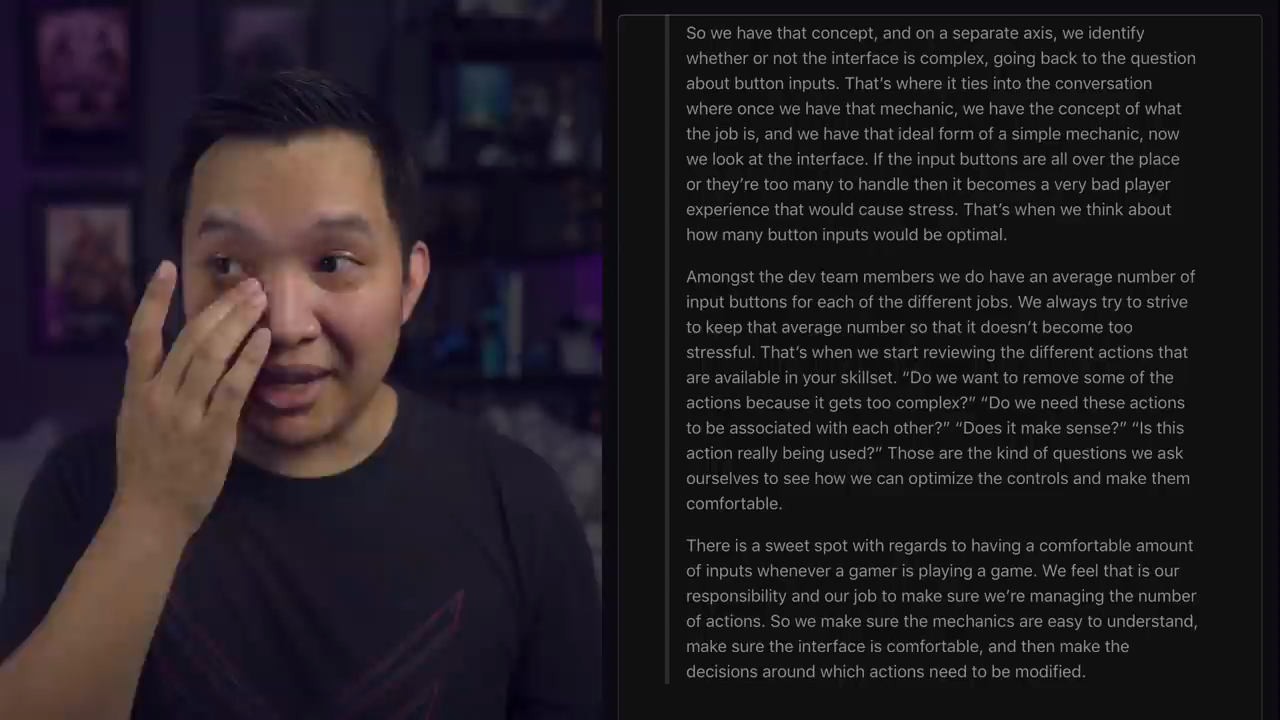 So we have that concept, and on a separate axis, we identify
whether or not the interface is complex, going back to the question
about button inputs. That’s where it ties into the conversation
where once we have that mechanic, we have the concept of what
the job is, and we have that ideal form of a simple mechanic, now
we look at the interface. If the input buttons are all over the place
or they’re too many to handle then it becomes a very bad player
experience that would cause stress. That’s when we think about
how many button inputs would be optimal.
Amongst the dev team members we do have an average number of
input buttons for each of the different jobs. We always try to strive
to keep that average number so that it doesn’t become too
stressful. That’s when we start reviewing the different actions that
are available in your skillset. “Do we want to remove some of the
actions because it gets too complex?” “Do we need these actions
to be associated with each other?” “Does it make sense?” “Is this
action really being used?” Those are the kind of questions we ask
ourselves to see how we can optimize the controls and make them
comfortable.
There is a sweet spot with regards to having a comfortable amount
of inputs whenever a gamer is playing a game. We feel that is our
responsibility and our job to make sure we’re managing the number
of actions. So we make sure the mechanics are easy to understand,
make sure the interface is comfortable, and then make the
decisions around which actions need to be modified.